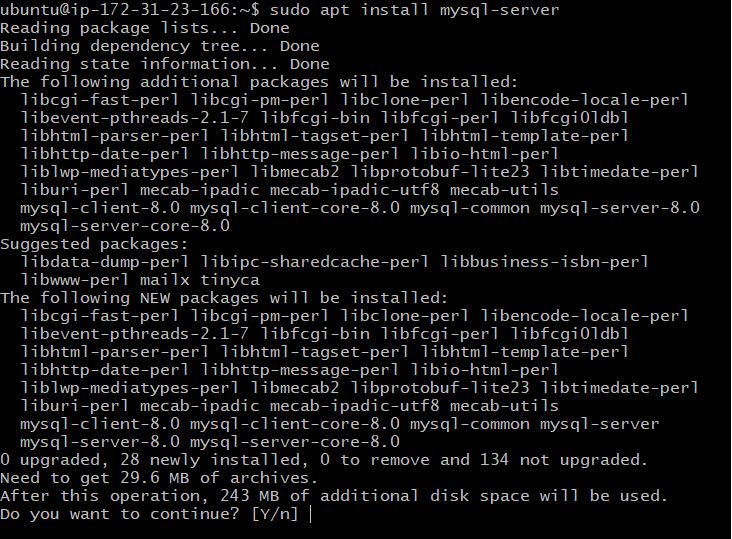 ubuntu@ip-172-31-23-166:~$ sudo apt install mysql-server
Reading package lists... Done
Building dependency tree... Done
Reading state information... Done
The following additional packages will be installed:
  libcgi-fast-perl libcgi-pm-perl libclone-perl libencode-locale-perl
  libevent-pthreads-2.1-7 libfcgi-bin libfcgi-perl libfcgi0ldbl
  libhtml-parser-perl libhtml-tagset-perl libhtml-template-perl
  libhttp-date-perl libhttp-message-perl libio-html-perl
  liblwp-mediatypes-perl libmecab2 libprotobuf-lite23 libtimedate-perl
  liburi-perl mecab-ipadic mecab-ipadic-utf8 mecab-utils
  mysql-client-8.0 mysql-client-core-8.0 mysql-common mysql-server-8.0
  mysql-server-core-8.0
Suggested packages:
  libdata-dump-perl libipc-sharedcache-perl libbusiness-isbn-perl
  libwww-perl mailx tinyca
The following NEW packages will be installed:
  libcgi-fast-perl libcgi-pm-perl libclone-perl libencode-locale-perl
  libevent-pthreads-2.1-7 libfcgi-bin libfcgi-perl libfcgi0ldbl
  libhtml-parser-perl libhtml-tagset-perl libhtml-template-perl
  libhttp-date-perl libhttp-message-perl libio-html-perl
  liblwp-mediatypes-perl libmecab2 libprotobuf-lite23 libtimedate-perl
  liburi-perl mecab-ipadic mecab-ipadic-utf8 mecab-utils
  mysql-client-8.0 mysql-client-core-8.0 mysql-common mysql-server
  mysql-server-8.0 mysql-server-core-8.0
0 upgraded, 28 newly installed, 0 to remove and 134 not upgraded.
Need to get 29.6 MB of archives.
After this operation, 243 MB of additional disk space will be used.
Do you want to continue? [Y/n]